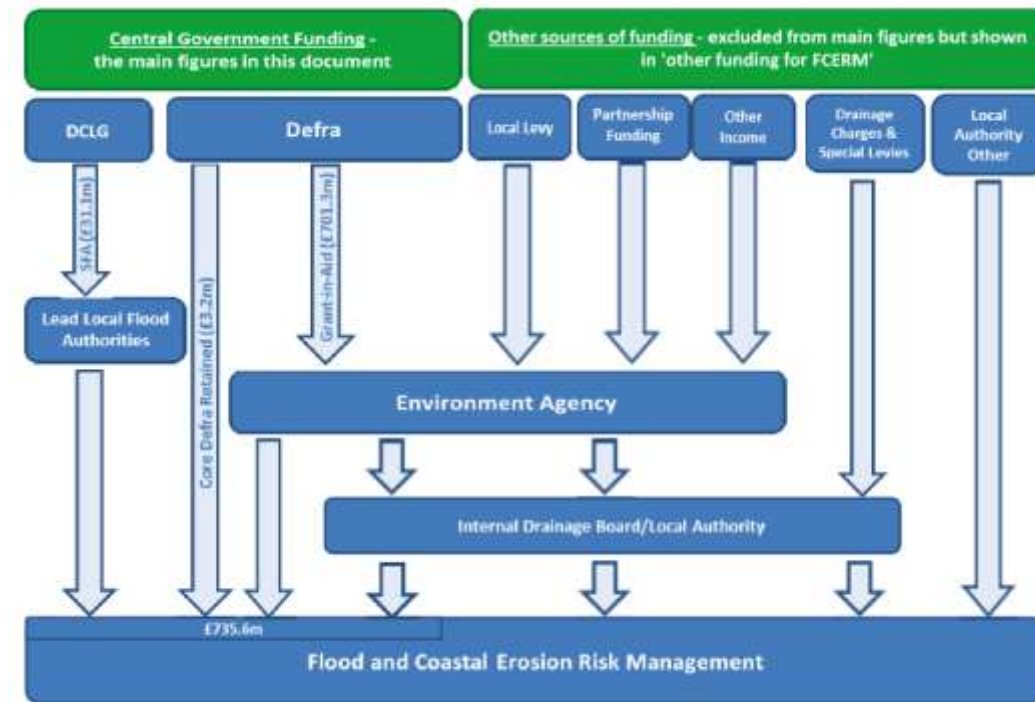 Central Government Funding -
the main figures in this document
Other sources of funding - excluded from main figures but shown
in 'other funding for FCERM'
DCLG
Defra
Local Levy
Partnership
Funding
Other
Income
Drainage
Charges &
Special Levies
Local
Authority
Other
SFA (£31.1m)
Core Defra Retained (£3.2m)
Grant-in-Aid (£701.3m)
Lead Local Flood
Authorities
Environment Agency
Internal Drainage Board/Local Authority
£735.6m
Flood and Coastal Erosion Risk Management